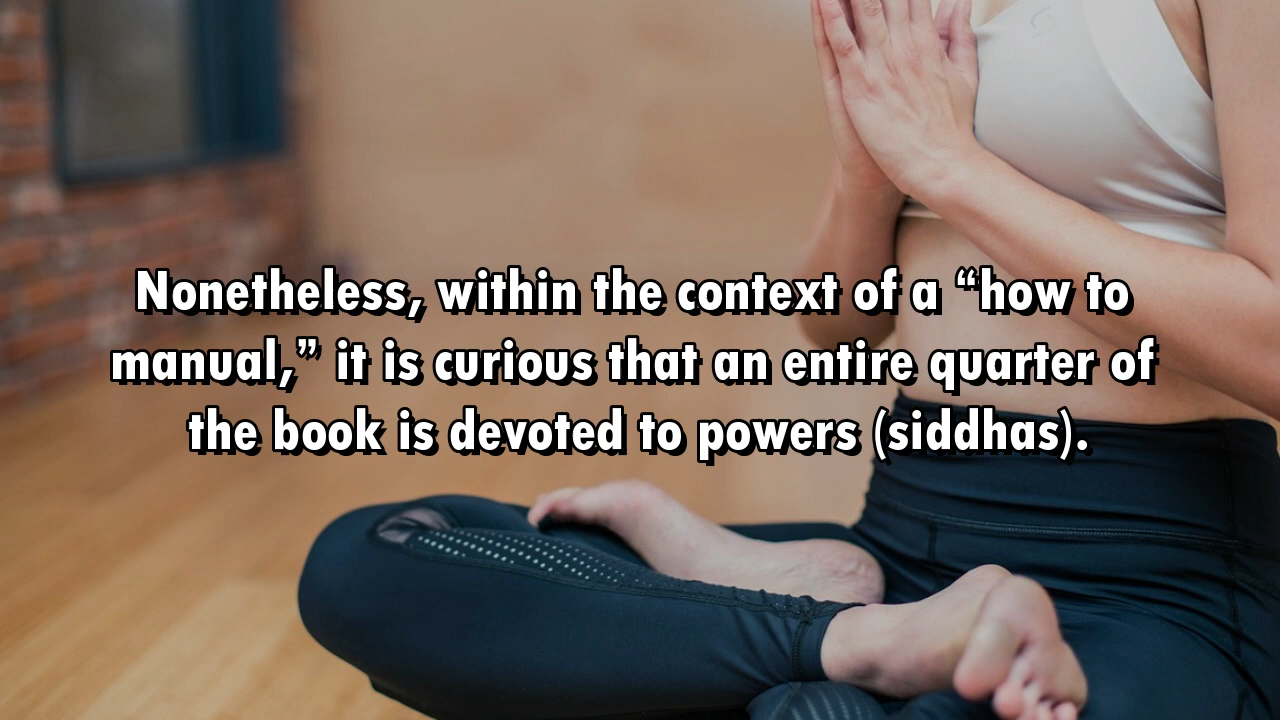 Nonetheless, within the context of a “how to
manual,” it is curious that an entire quarter of
the book is devoted to powers (siddhas).